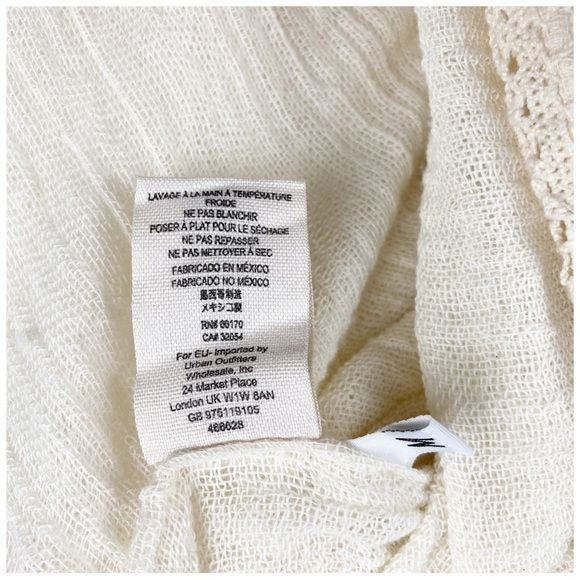 LAVAGE À LA MAIN À TEMPÉRATURE
FROIDE
NE PAS BLANCHIR
POSER À PLAT POUR LE SÉCHAGE
NE PAS REPASSER
NE PAS NETTOYER À SEC
FABRICADO EN MÉXICO
FABRICADO NO MÉXICO
墨西哥制造
メキシコ製
RN# 66170
CA# 32054
For EU- Imported by
Urban Outfitters
Wholesale, Inc
24 Market Place
London UK W1W 8AN
GB 975119105
466628
M